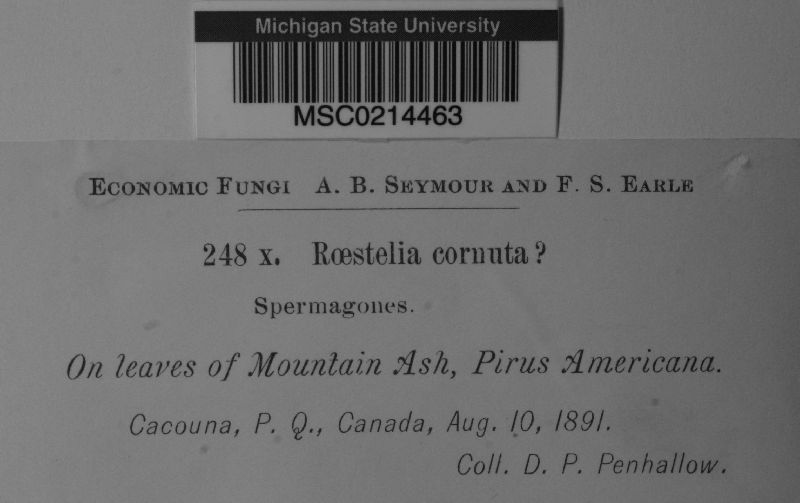 Michigan State University
MSC0214463
Economic Fungi A. B. Seymour and F. S. Earle
248 x. Rœstelia cornuta?
Spermagones.
On leaves of Mountain Ash, Pirus Americana.
Cacouna, P. Q., Canada, Aug. 10, 1891.
Coll. D. P. Penhallow.